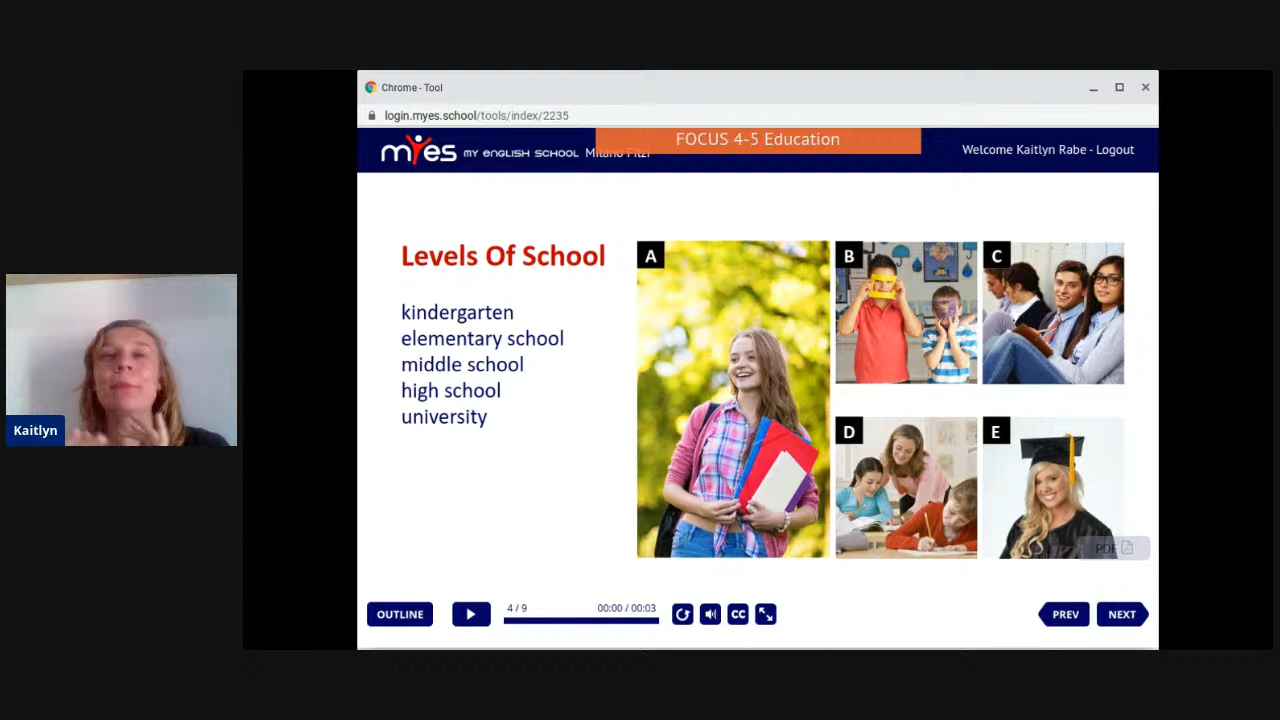 Chrome - Tool
login.myes.school/tools/index/2235
myes MY ENGLISH SCHOOL Milano
FOCUS 4-5 Education
Welcome Kaitlyn Rabe - Logout
Levels Of School
kindergarten
elementary school
middle school
high school
university
A
B
C
D
E
PDF
Kaitlyn
OUTLINE
4 / 9
00:00 / 00:03
CC
PREV
NEXT